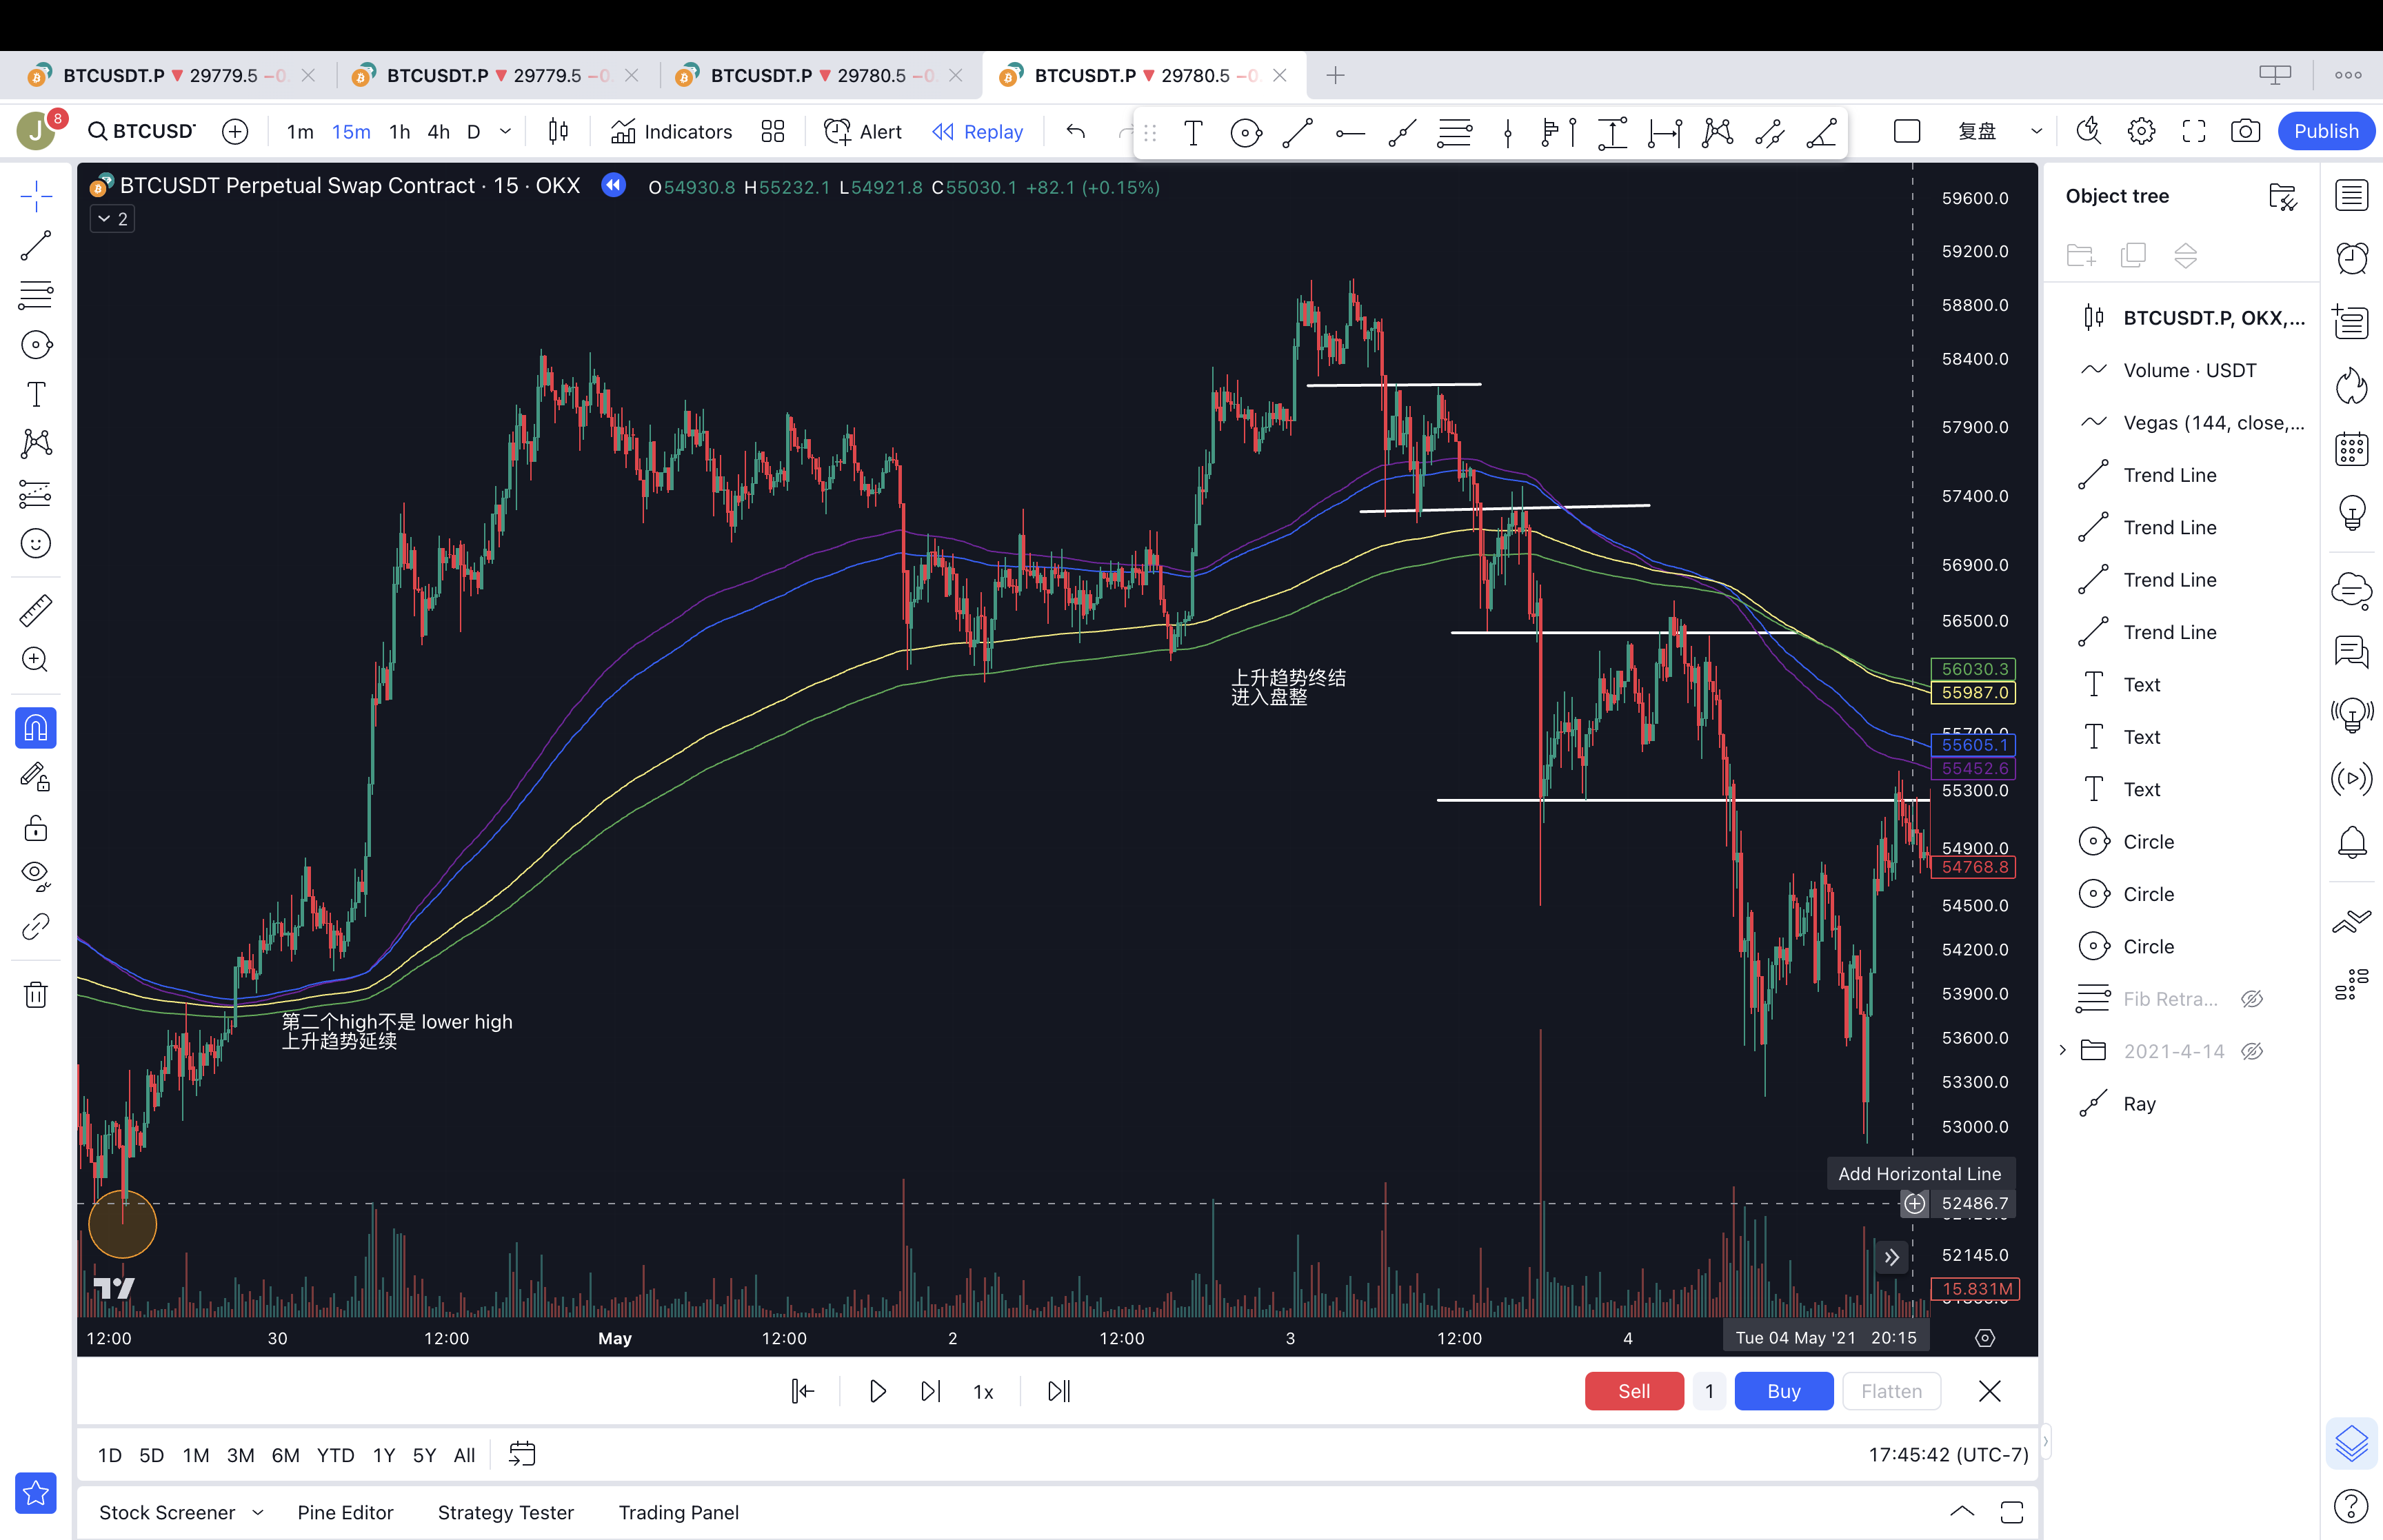 BTCUSDT.P ▼ 29779.5 −0.
BTCUSDT.P ▼ 29779.5 −0.
BTCUSDT.P ▼ 29780.5 −0.
BTCUSDT.P ▼ 29780.5 −0
J 8
BTCUSD
1m 15m 1h 4h D
Indicators
Alert
Replay
T
复盘
Publish
BTCUSDT Perpetual Swap Contract · 15 · OKX
O54930.8 H55232.1 L54921.8 C55030.1 +82.1 (+0.15%)
2
59600.0
59200.0
58800.0
58400.0
57900.0
57400.0
56900.0
56500.0
56030.3
55987.0
55700.0
55605.1
55452.6
55300.0
54900.0
54768.8
54500.0
54200.0
53900.0
53600.0
53300.0
53000.0
Add Horizontal Line
52486.7
52145.0
15.831M
上升趋势终结
进入盘整
第二个high不是 lower high
上升趋势延续
12:00 30 12:00 May 12:00 2 12:00 3 12:00 4
Tue 04 May '21 20:15
Object tree
BTCUSDT.P, OKX,...
Volume · USDT
Vegas (144, close,...
Trend Line
Trend Line
Trend Line
Trend Line
T Text
T Text
T Text
Circle
Circle
Circle
Fib Retra...
2021-4-14
Ray
1x
Sell 1 Buy Flatten
1D 5D 1M 3M 6M YTD 1Y 5Y All
17:45:42 (UTC-7)
Stock Screener Pine Editor Strategy Tester Trading Panel